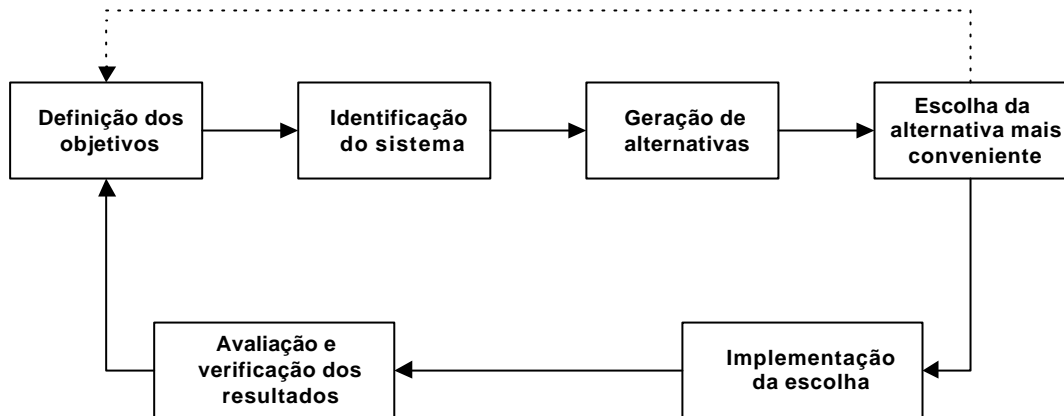 Definição dos
objetivos
Identificação
do sistema
Geração de
alternativas
Escolha da
alternativa mais
conveniente
Avaliação e
verificação dos
resultados
Implementação
da escolha